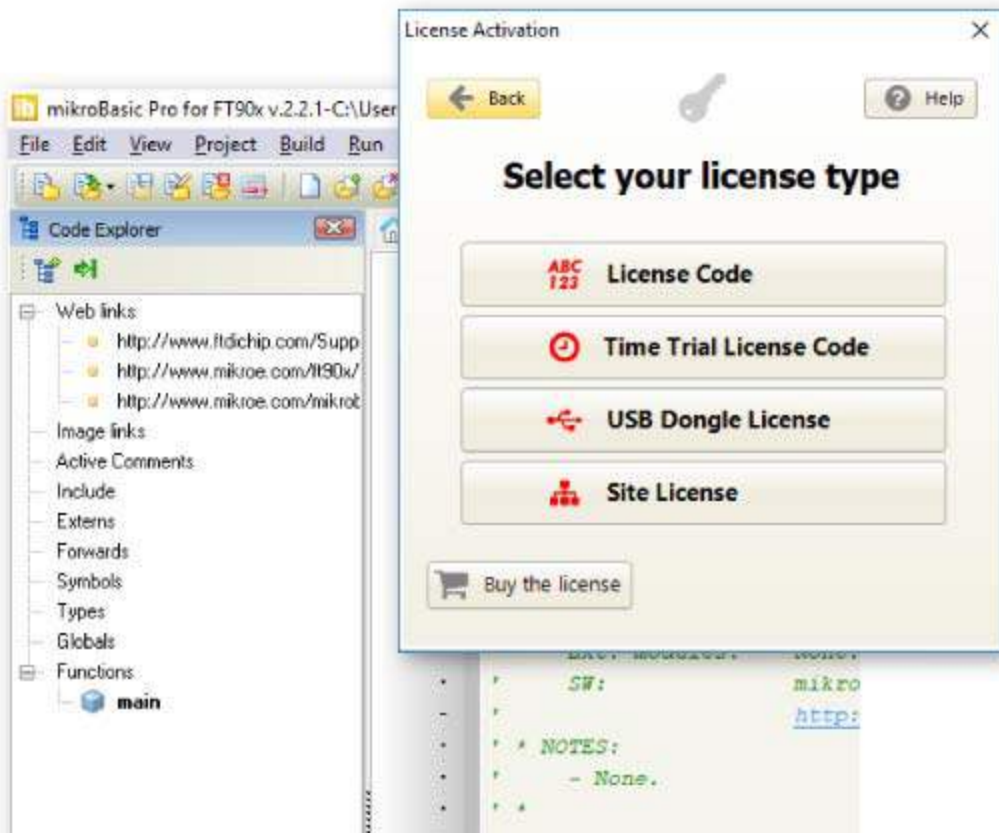 License Activation
Back
Help
Select your license type
ABC
123
License Code
Time Trial License Code
USB Dongle License
Site License
Buy the license
mikroBasic Pro for FT90x v.2.2.1-C:\User
File Edit View Project Build Run
Code Explorer
Web links
http://www.ftdichip.com/Supp
http://www.mikroe.com/ft90x/
http://www.mikroe.com/mikrob
Image links
Active Comments
Include
Externs
Forwards
Symbols
Types
Globals
Functions
main
' SW: mikro
' http:
' * NOTES:
' - None.
' *